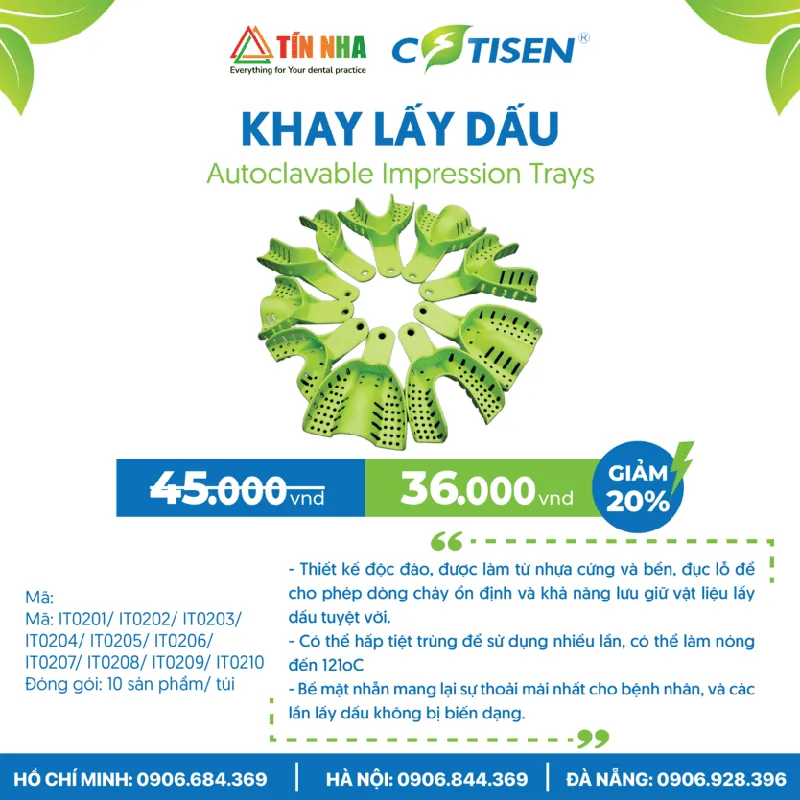 TÍN NHA
Everything for Your dental practice
COTISEN®
KHAY LẤY DẤU
Autoclavable Impression Trays
45.000 vnd
36.000 vnd
GIẢM
20%
- Thiết kế độc đáo, được làm từ nhựa cứng và bền, đục lỗ để
cho phép dòng chảy ổn định và khả năng lưu giữ vật liệu lấy
dấu tuyệt vời.
- Có thể hấp tiệt trùng để sử dụng nhiều lần, có thể làm nóng
đến 121oC
- Bề mặt nhẵn mang lại sự thoải mái nhất cho bệnh nhân, và các
lần lấy dấu không bị biến dạng.
Mã:
Mã: IT0201/ IT0202/ IT0203/
IT0204/ IT0205/ IT0206/
IT0207/ IT0208/ IT0209/ IT0210
Đóng gói: 10 sản phẩm/ túi
HỒ CHÍ MINH: 0906.684.369 | HÀ NỘI: 0906.844.369 | ĐÀ NẴNG: 0906.928.396